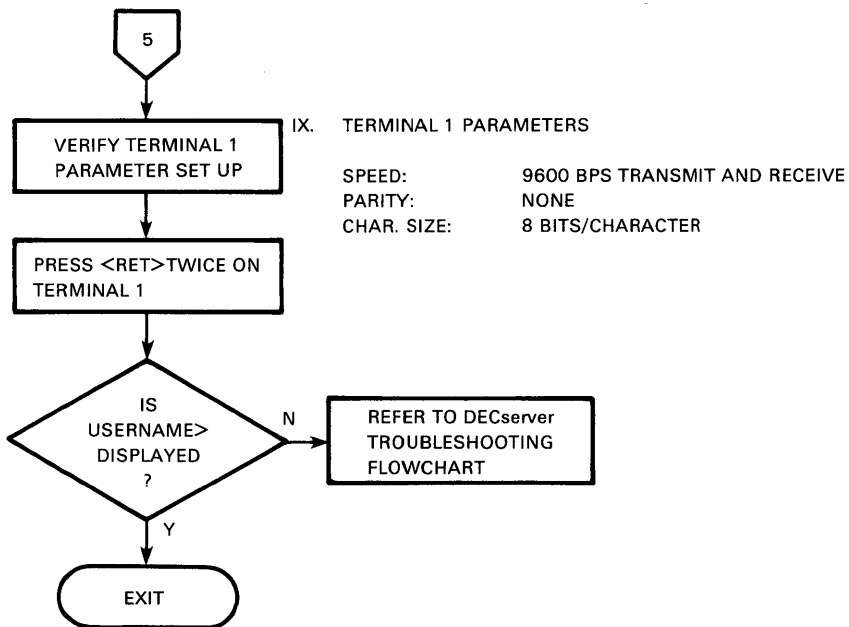 5
VERIFY TERMINAL 1
PARAMETER SET UP
IX. TERMINAL 1 PARAMETERS
SPEED: 9600 BPS TRANSMIT AND RECEIVE
PARITY: NONE
CHAR. SIZE: 8 BITS/CHARACTER
PRESS <RET>TWICE ON
TERMINAL 1
IS
USERNAME>
DISPLAYED
?
N
REFER TO DECserver
TROUBLESHOOTING
FLOWCHART
Y
EXIT